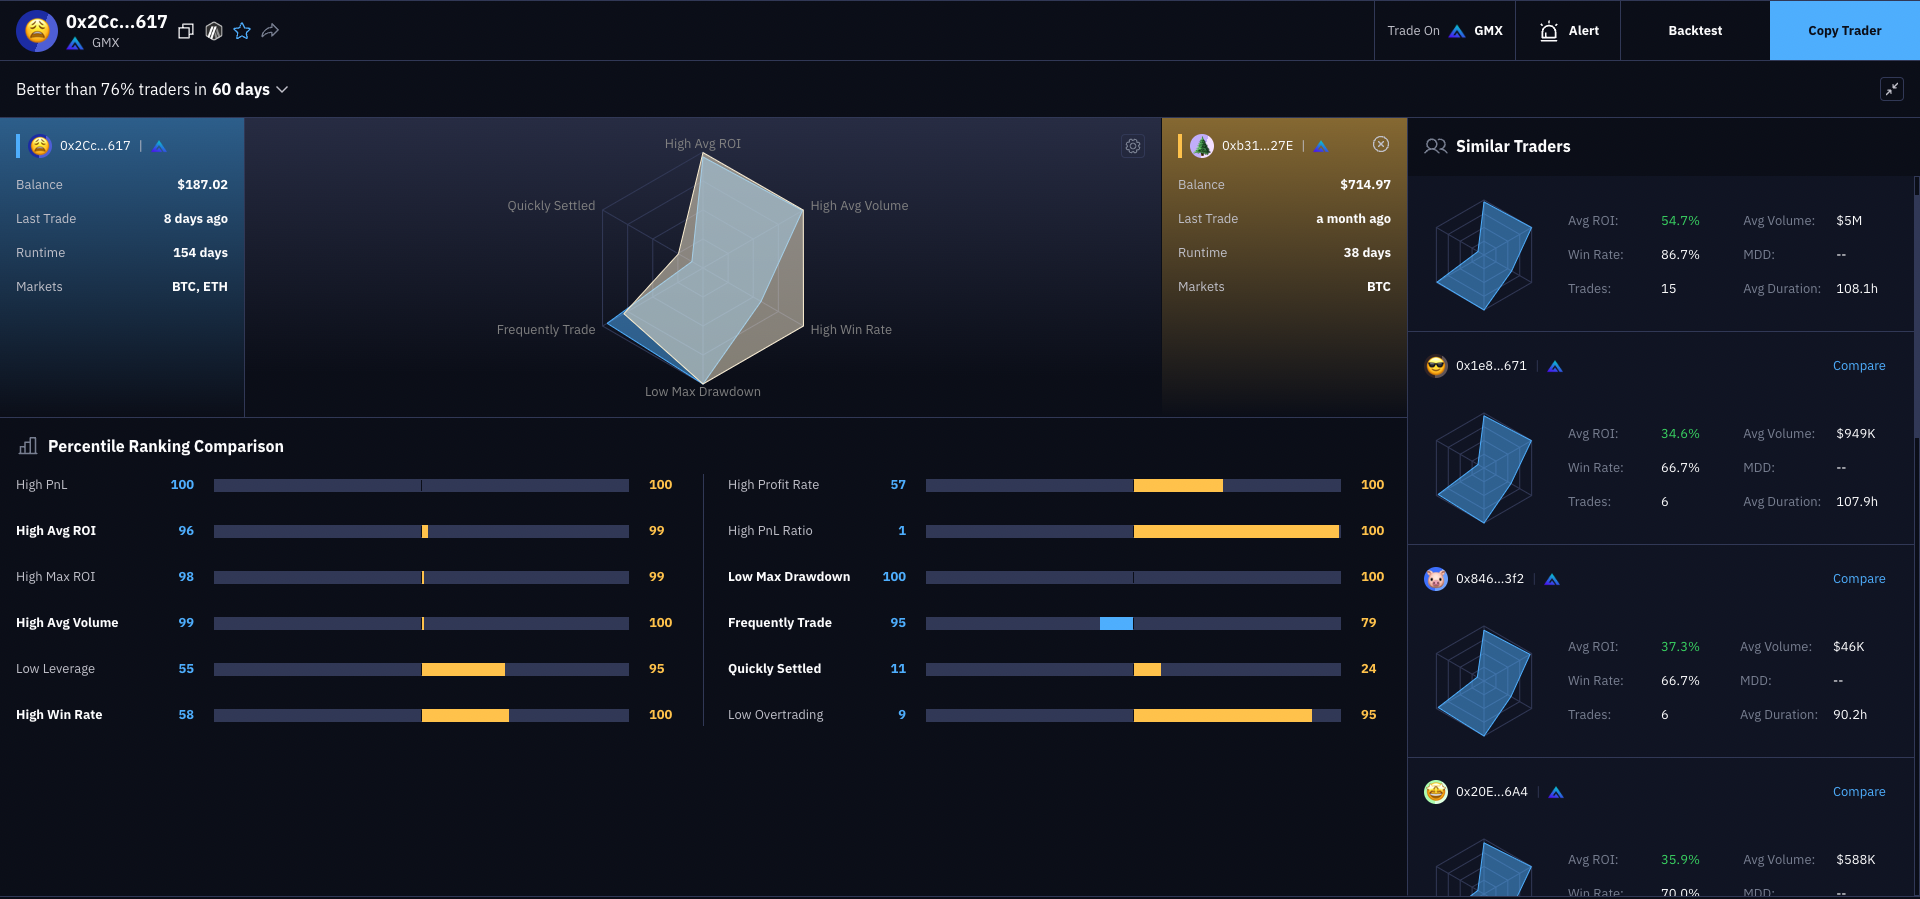 0x2Cc...617
GMX
Trade On GMX
Alert
Backtest
Copy Trader
Better than 76% traders in 60 days
0x2Cc...617
Balance $187.02
Last Trade 8 days ago
Runtime 154 days
Markets BTC, ETH
High Avg ROI
High Avg Volume
High Win Rate
Low Max Drawdown
Frequently Trade
Quickly Settled
0xb31...27E
Balance $714.97
Last Trade a month ago
Runtime 38 days
Markets BTC
Percentile Ranking Comparison
High PnL 100 100
High Avg ROI 96 99
High Max ROI 98 99
High Avg Volume 99 100
Low Leverage 55 95
High Win Rate 58 100
High Profit Rate 57 100
High PnL Ratio 1 100
Low Max Drawdown 100 100
Frequently Trade 95 79
Quickly Settled 11 24
Low Overtrading 9 95
Similar Traders
Avg ROI: 54.7% Avg Volume: $5M
Win Rate: 86.7% MDD: --
Trades: 15 Avg Duration: 108.1h
0x1e8...671 Compare
Avg ROI: 34.6% Avg Volume: $949K
Win Rate: 66.7% MDD: --
Trades: 6 Avg Duration: 107.9h
0x846...3f2 Compare
Avg ROI: 37.3% Avg Volume: $46K
Win Rate: 66.7% MDD: --
Trades: 6 Avg Duration: 90.2h
0x20E...6A4 Compare
Avg ROI: 35.9% Avg Volume: $588K
Win Rate: 70.0% MDD: --